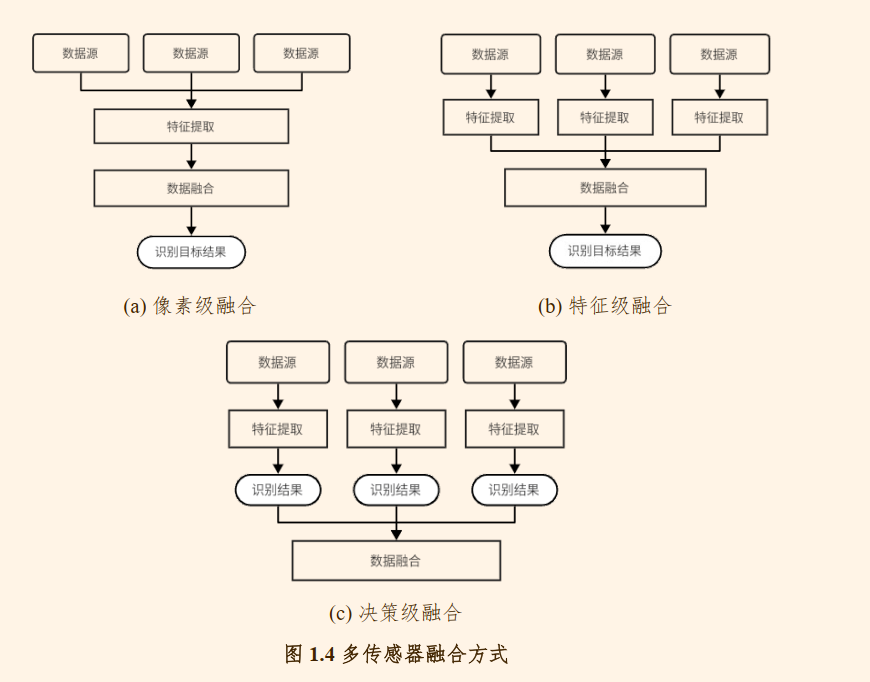 数据源 数据源 数据源
特征提取
数据融合
识别目标结果
(a) 像素级融合
数据源 数据源 数据源
特征提取 特征提取 特征提取
数据融合
识别目标结果
(b) 特征级融合
数据源 数据源 数据源
特征提取 特征提取 特征提取
识别结果 识别结果 识别结果
数据融合
(c) 决策级融合
图 1.4 多传感器融合方式